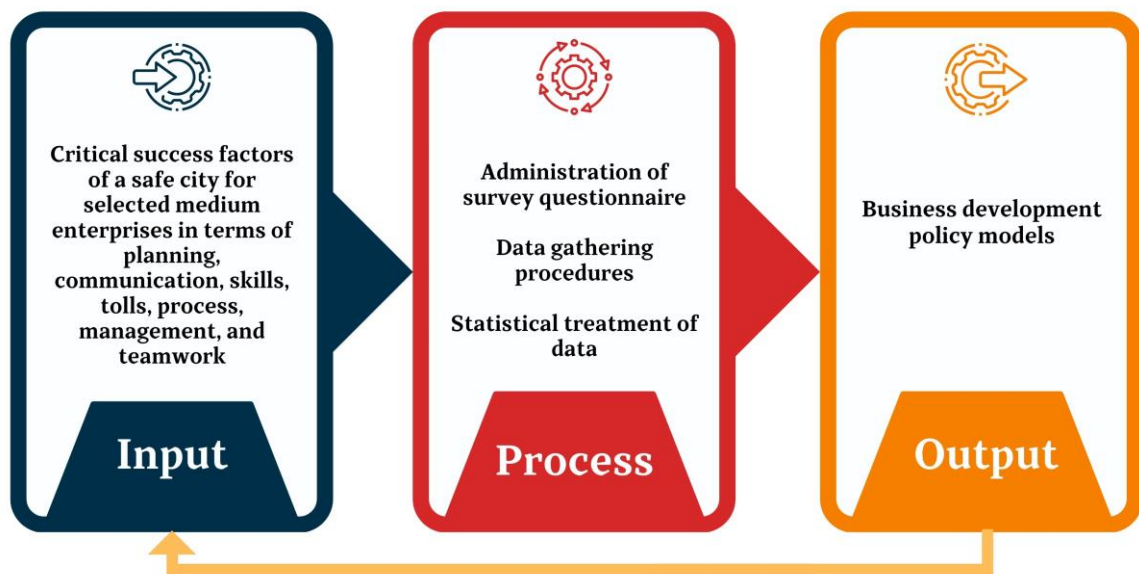 Critical success factors
of a safe city for
selected medium
enterprises in terms of
planning,
communication, skills,
tolls, process,
management, and
teamwork
Input
Administration of
survey questionnaire
Data gathering
procedures
Statistical treatment of
data
Process
Business development
policy models
Output